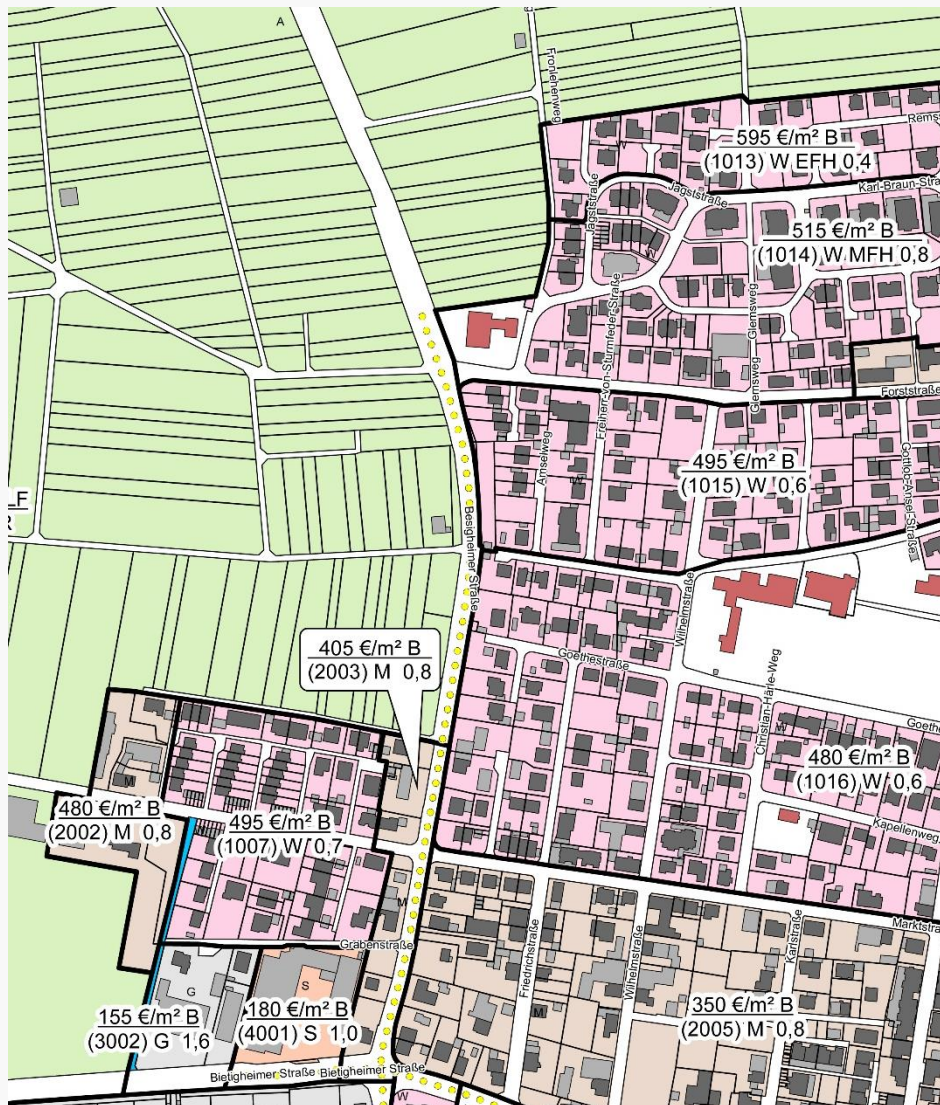 A
Fronlehenweg
Remss
595 €/m² B
(1013) W EFH 0,4
W
Jagststraße
Karl-Braun-Stra
Jagststraße
515 €/m² B
(1014) W MFH 0,8
W
Freiherr-von-Sturmfeder-Straße
Glemsweg
Glemsweg
Forststraße
Amselweg
495 €/m² B
(1015) W 0,6
W
Gottlob-Ansel-Straße
LF
Besigheimer Straße
Wilhelmstraße
405 €/m² B
(2003) M 0,8
Goethestraße
Christian-Härle-Weg
Goethe
W
480 €/m² B
(1016) W 0,6
M
480 €/m² B
(2002) M 0,8
495 €/m² B
(1007) W 0,7
W
Kapellenweg
M
Marktstra
Grabenstraße
Friedrichstraße
Wilhelmstraße
Karlstraße
G
S
M
155 €/m² B
(3002) G 1,6
180 €/m² B
(4001) S 1,0
350 €/m² B
(2005) M 0,8
Bietigheimer Straße
Bietigheimer Straße
W